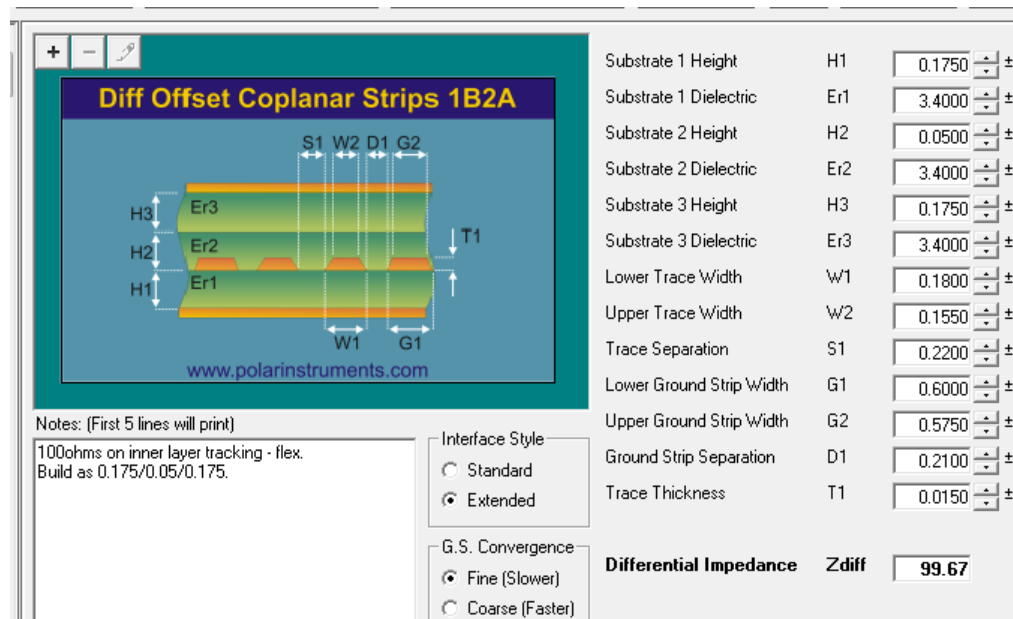 + −
Diff Offset Coplanar Strips 1B2A
S1 W2 D1 G2
H3 Er3
T1
H2 Er2
H1 Er1
W1 G1
www.polarinstruments.com
Notes: (First 5 lines will print)
100ohms on inner layer tracking - flex.
Build as 0.175/0.05/0.175.
Interface Style
Standard
Extended
G.S. Convergence
Fine (Slower)
Coarse (Faster)
Substrate 1 Height H1 0.1750 ±
Substrate 1 Dielectric Er1 3.4000 ±
Substrate 2 Height H2 0.0500 ±
Substrate 2 Dielectric Er2 3.4000 ±
Substrate 3 Height H3 0.1750 ±
Substrate 3 Dielectric Er3 3.4000 ±
Lower Trace Width W1 0.1800 ±
Upper Trace Width W2 0.1550 ±
Trace Separation S1 0.2200 ±
Lower Ground Strip Width G1 0.6000 ±
Upper Ground Strip Width G2 0.5750 ±
Ground Strip Separation D1 0.2100 ±
Trace Thickness T1 0.0150 ±
Differential Impedance Zdiff 99.67